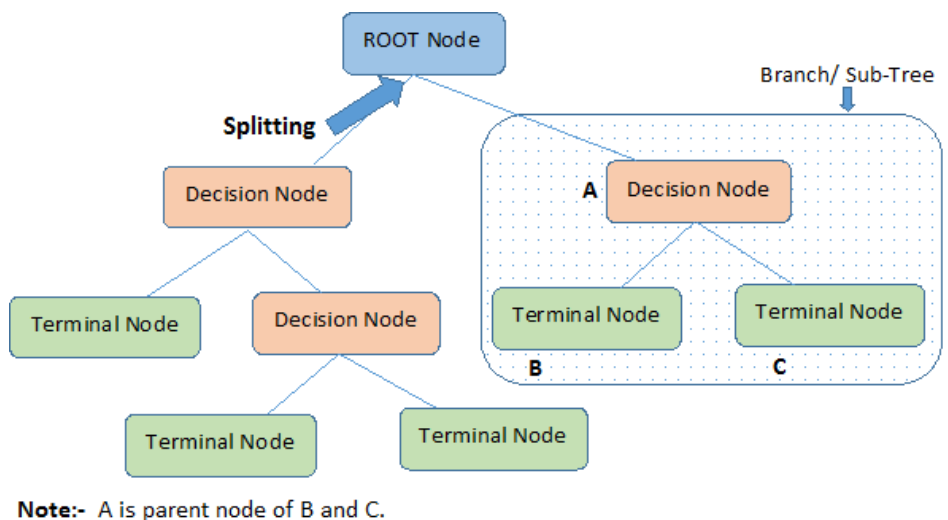 ROOT Node
Branch/ Sub-Tree
Splitting
Decision Node
A
Decision Node
Terminal Node
Decision Node
Terminal Node
Terminal Node
B
C
Terminal Node
Terminal Node
Note:- A is parent node of B and C.